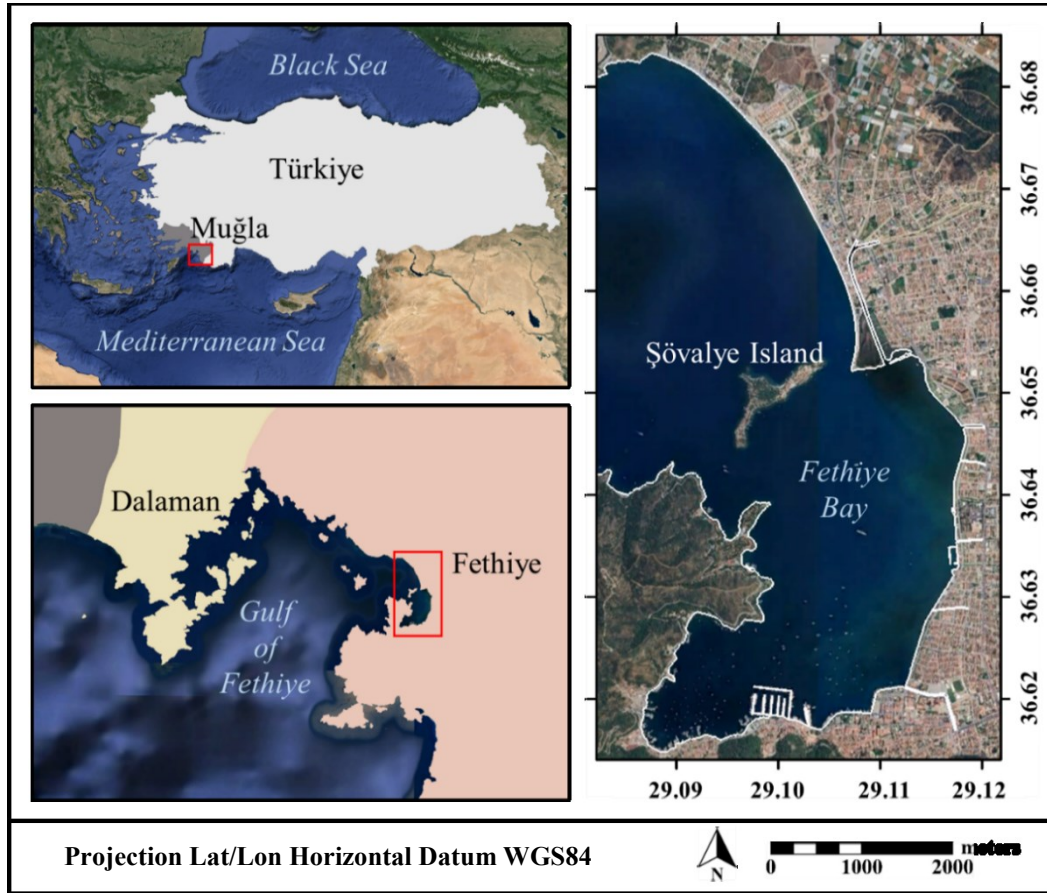 Black Sea
Türkiye
Muğla
Mediterranean Sea
Dalaman
Fethiye
Gulf
of
Fethiye
Şövalye Island
Fethiye
Bay
36.68
36.67
36.66
36.65
36.64
36.63
36.62
29.09 29.10 29.11 29.12
Projection Lat/Lon Horizontal Datum WGS84
N
meters
0 1000 2000